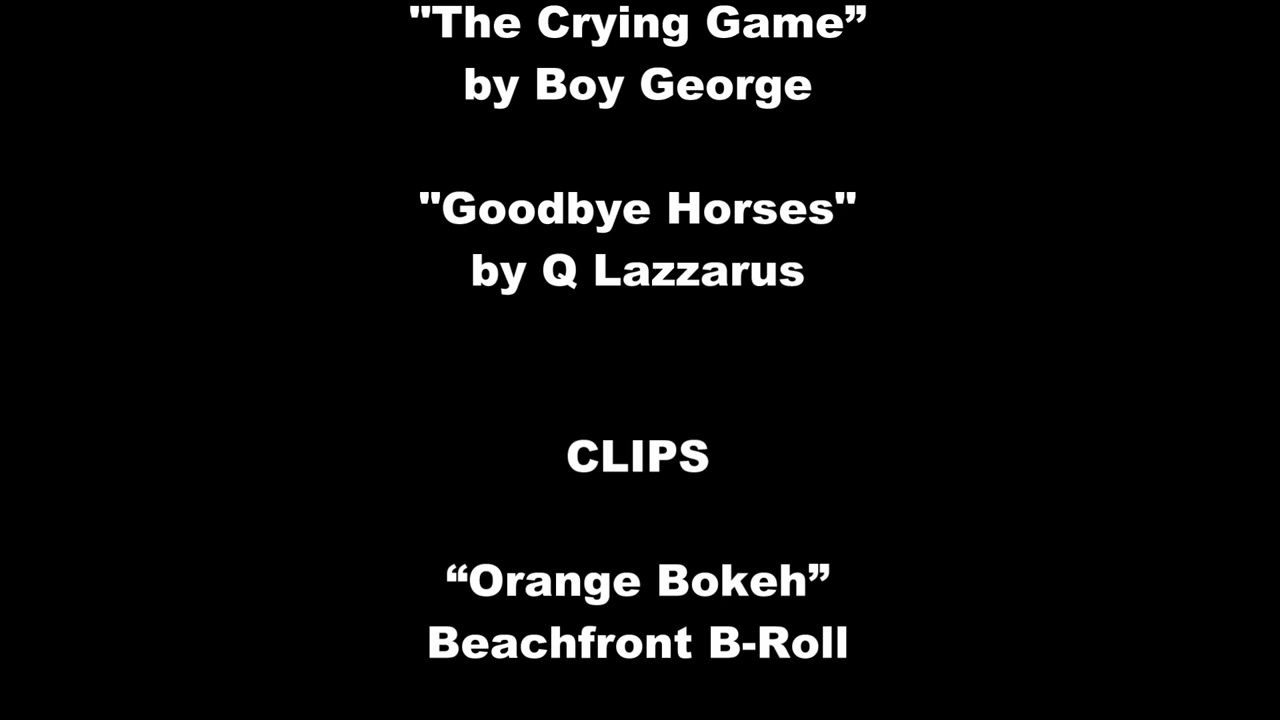 "The Crying Game”
by Boy George
"Goodbye Horses"
by Q Lazzarus
CLIPS
“Orange Bokeh”
Beachfront B-Roll